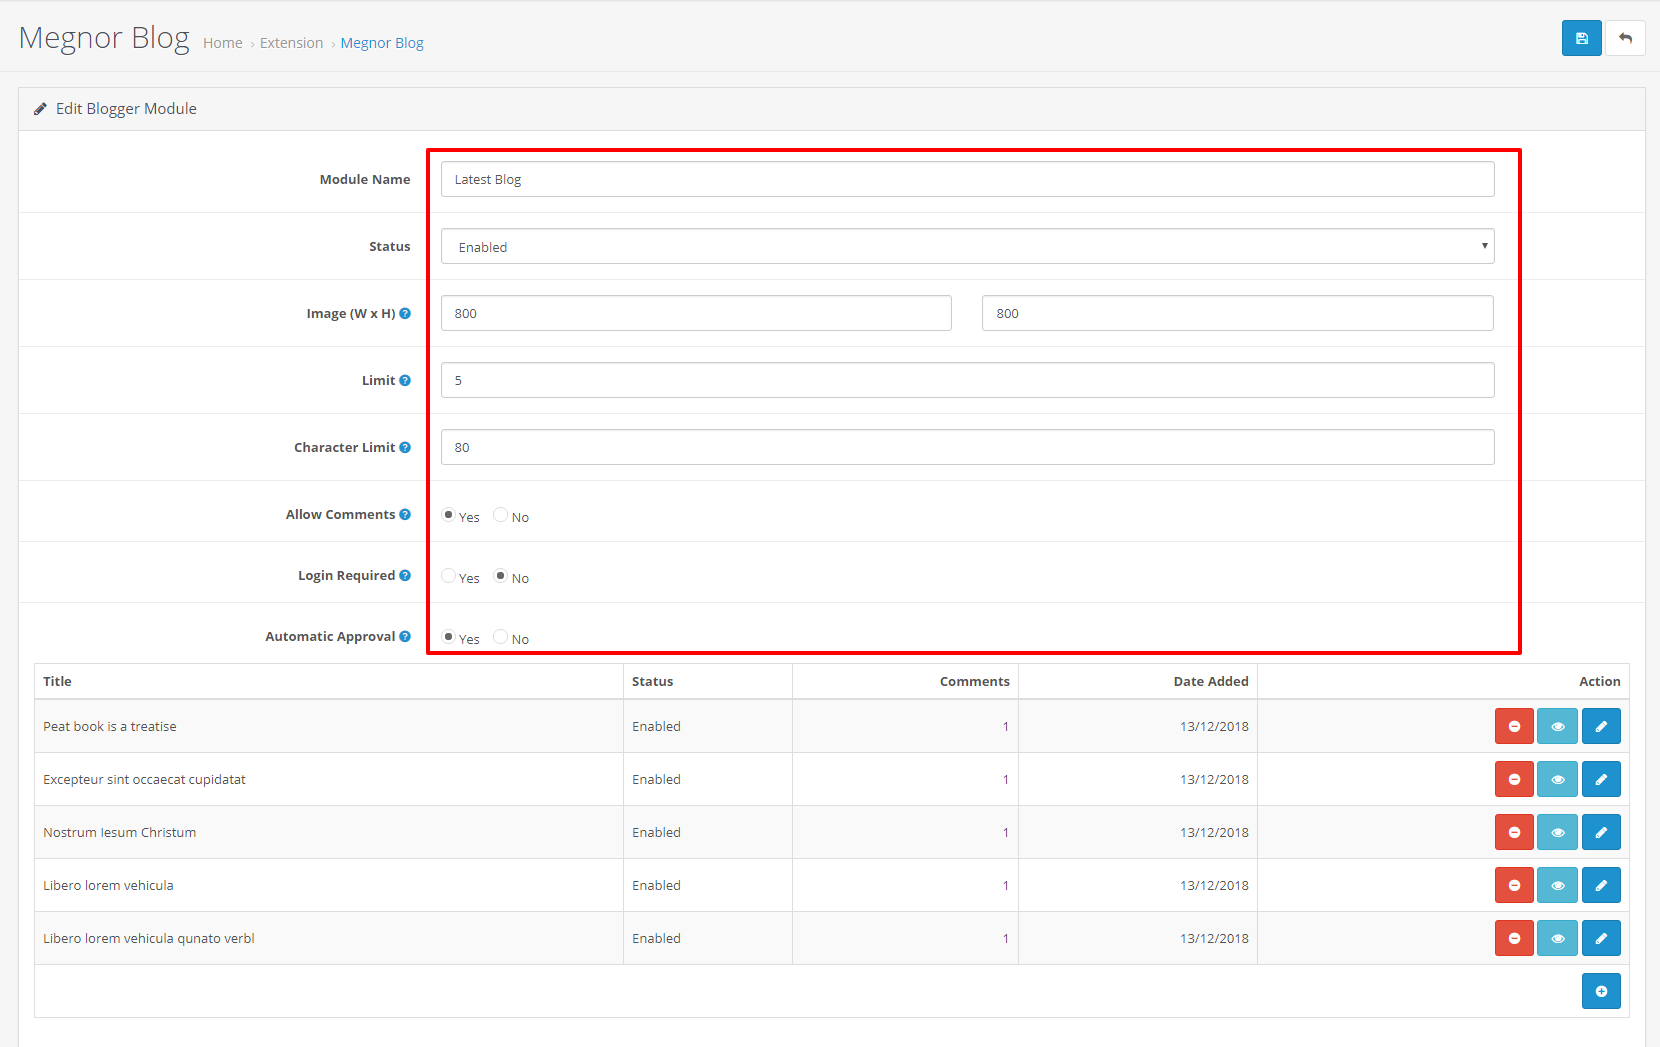 Megnor Blog Home › Extension › Megnor Blog
Edit Blogger Module
Module Name Latest Blog
Status Enabled
Image (W x H) 800 800
Limit 5
Character Limit 80
Allow Comments Yes No
Login Required Yes No
Automatic Approval Yes No
Title Status Comments Date Added Action
Peat book is a treatise Enabled 1 13/12/2018
Excepteur sint occaecat cupidatat Enabled 1 13/12/2018
Nostrum Iesum Christum Enabled 1 13/12/2018
Libero lorem vehicula Enabled 1 13/12/2018
Libero lorem vehicula qunato verbl Enabled 1 13/12/2018